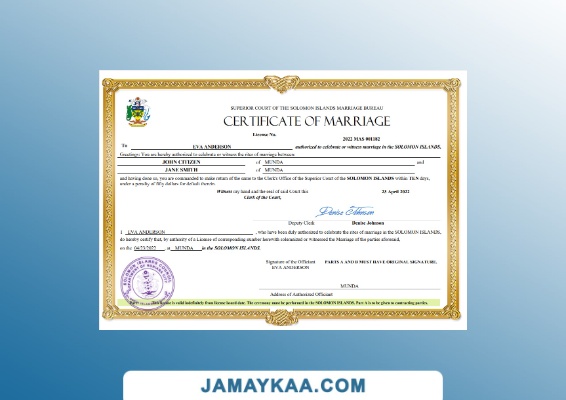 SUPERIOR COURT OF THE SOLOMON ISLANDS MARRIAGE BUREAU
CERTIFICATE OF MARRIAGE
License No.
2022 MAS 001182
To EVA ANDERSON authorized to celebrate or witness marriage in the SOLOMON ISLANDS,
Greetings: You are hereby authorized to celebrate or witness the rites of marriage between
JOHN CITIZEN of MUNDA and
JANE SMITH of MUNDA
and having done so, you are commanded to make return of the same to the Clerk's Office of the Superior Court of the SOLOMON ISLANDS within TEN days,
under a penalty of fifty dollars for default thereof.
Witness my hand and the seal of said Court this 25 April 2022
Clerk of the Court,
Denise Johnson
Deputy Clerk Denise Johnson
I EVA ANDERSON , who have been duly authorized to celebrate the rites of marriage in the SOLOMON ISLANDS,
do hereby certify that, by authority of a License of corresponding number herewith solemnized or witnessed the Marriage of the parties aforesaid,
on the 04/23/2022 at MUNDA in the SOLOMON ISLANDS.
Signature of the Officiant PARTS A AND D MUST HAVE ORIGINAL SIGNATURE.
EVA ANDERSON
MUNDA
Address of Authorized Officiant
license is valid indefinitely from license issued date. The ceremony must be performed in the SOLOMON ISLANDS. Part A is to be given to contracting parties.
SOLOMON ISLANDS
JAMAYKAA.COM